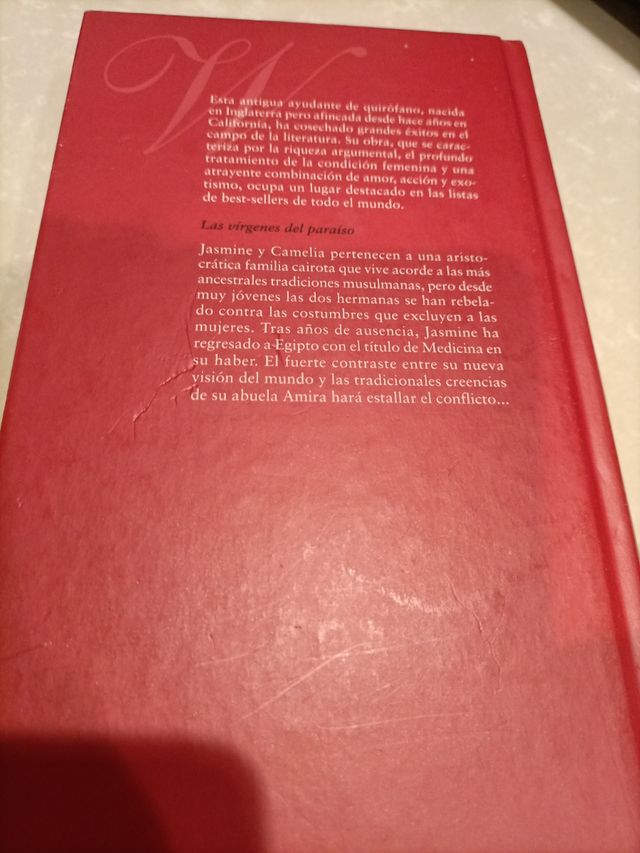 W
Esta antigua ayudante de quirófano, nacida
en Inglaterra pero afincada desde hace años en
California, ha cosechado grandes éxitos en el
campo de la literatura. Su obra, que se carac-
teriza por la riqueza argumental, el profundo
tratamiento de la condición femenina y una
atrayente combinación de amor, acción y exo-
tismo, ocupa un lugar destacado en las listas
de best-sellers de todo el mundo.
Las vírgenes del paraíso
Jasmine y Camelia pertenecen a una aristo-
crática familia cairota que vive acorde a las más
ancestrales tradiciones musulmanas, pero desde
muy jóvenes las dos hermanas se han rebela-
do contra las costumbres que excluyen a las
mujeres. Tras años de ausencia, Jasmine ha
regresado a Egipto con el título de Medicina en
su haber. El fuerte contraste entre su nueva
visión del mundo y las tradicionales creencias
de su abuela Amira hará estallar el conflicto...